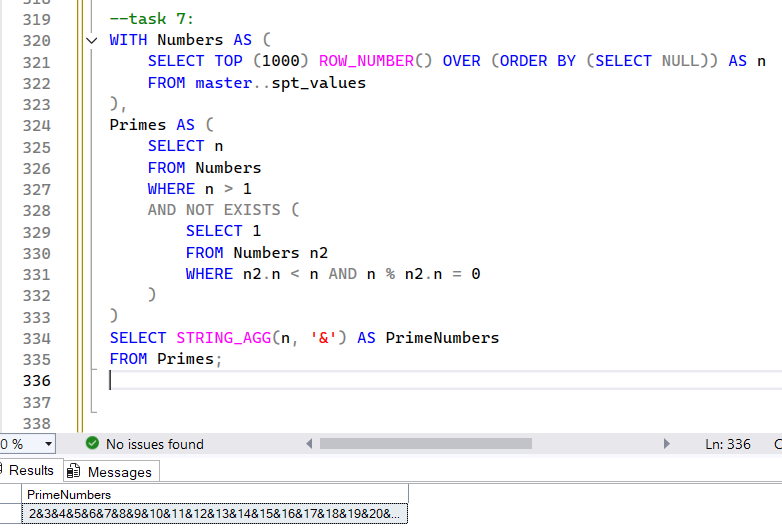 318
319 --task 7:
320 WITH Numbers AS (
321 SELECT TOP (1000) ROW_NUMBER() OVER (ORDER BY (SELECT NULL)) AS n
322 FROM master..spt_values
323 ),
324 Primes AS (
325 SELECT n
326 FROM Numbers
327 WHERE n > 1
328 AND NOT EXISTS (
329 SELECT 1
330 FROM Numbers n2
331 WHERE n2.n < n AND n % n2.n = 0
332 )
333 )
334 SELECT STRING_AGG(n, '&') AS PrimeNumbers
335 FROM Primes;
336
337
338
0 % No issues found Ln: 336 C
Results Messages
PrimeNumbers
2&3&4&5&6&7&8&9&10&11&12&13&14&15&16&17&18&19&20&...